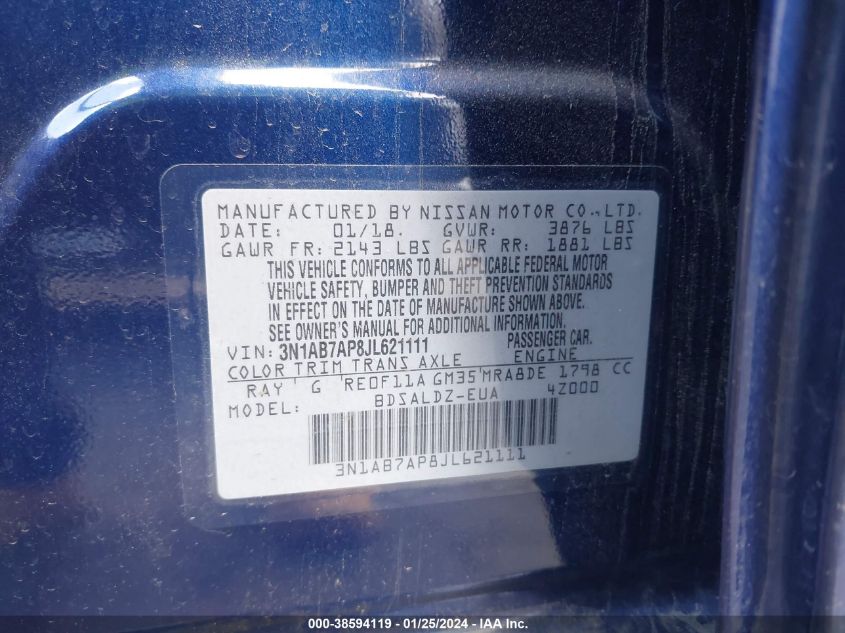 MANUFACTURED BY NISSAN MOTOR CO.,LTD.
DATE: 01/18. GVWR: 3876 LBS
GAWR FR: 2143 LBS GAWR RR: 1881 LBS
THIS VEHICLE CONFORMS TO ALL APPLICABLE FEDERAL MOTOR
VEHICLE SAFETY, BUMPER AND THEFT PREVENTION STANDARDS
IN EFFECT ON THE DATE OF MANUFACTURE SHOWN ABOVE.
SEE OWNER'S MANUAL FOR ADDITIONAL INFORMATION.
VIN: 3N1AB7AP8JL621111 PASSENGER CAR.
COLOR TRIM TRANS AXLE ENGINE
RAY' G RE0F11A GM35'MRA8DE 1798 CC
MODEL: BDSALDZ-EUA 4Z000
3N1AB7AP8JL621111
000-38594119 - 01/25/2024 - IAA Inc.